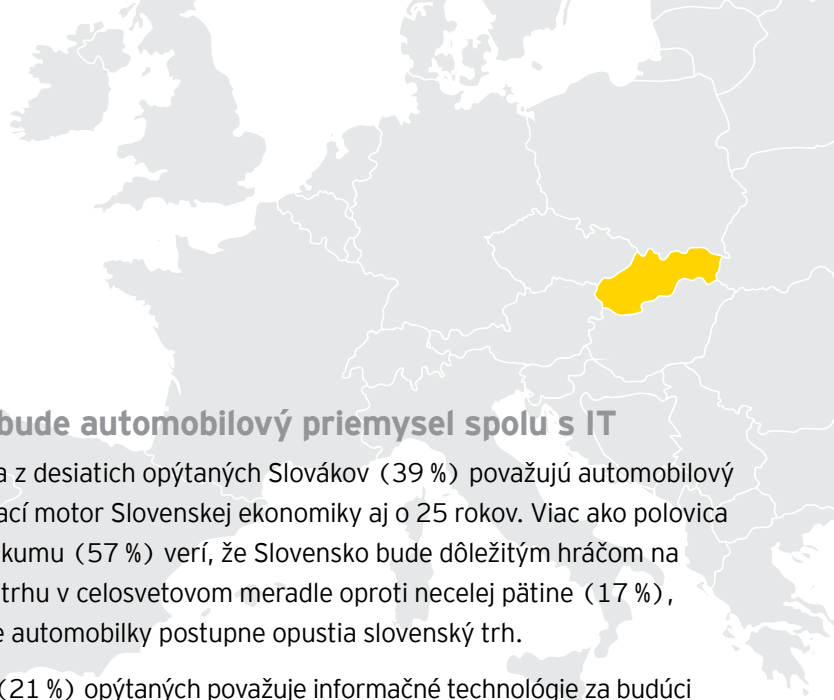 bude automobilový priemysel spolu s IT
a z desiatich opýtaných Slovákov (39 %) považujú automobilový
ací motor Slovenskej ekonomiky aj o 25 rokov. Viac ako polovica
kumu (57 %) verí, že Slovensko bude dôležitým hráčom na
trhu v celosvetovom meradle oproti necelej pätine (17 %),
e automobilky postupne opustia slovenský trh.
(21 %) opýtaných považuje informačné technológie za budúci